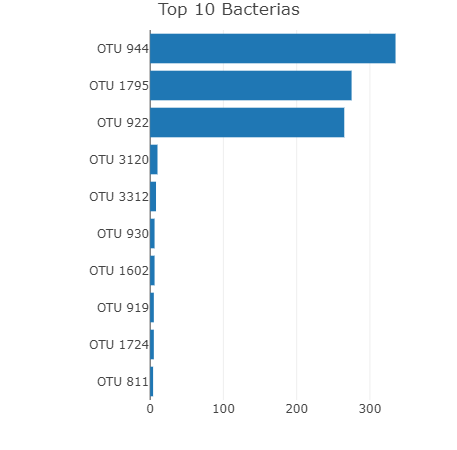 Top 10 Bacterias
OTU 944
OTU 1795
OTU 922
OTU 3120
OTU 3312
OTU 930
OTU 1602
OTU 919
OTU 1724
OTU 811
0 100 200 300